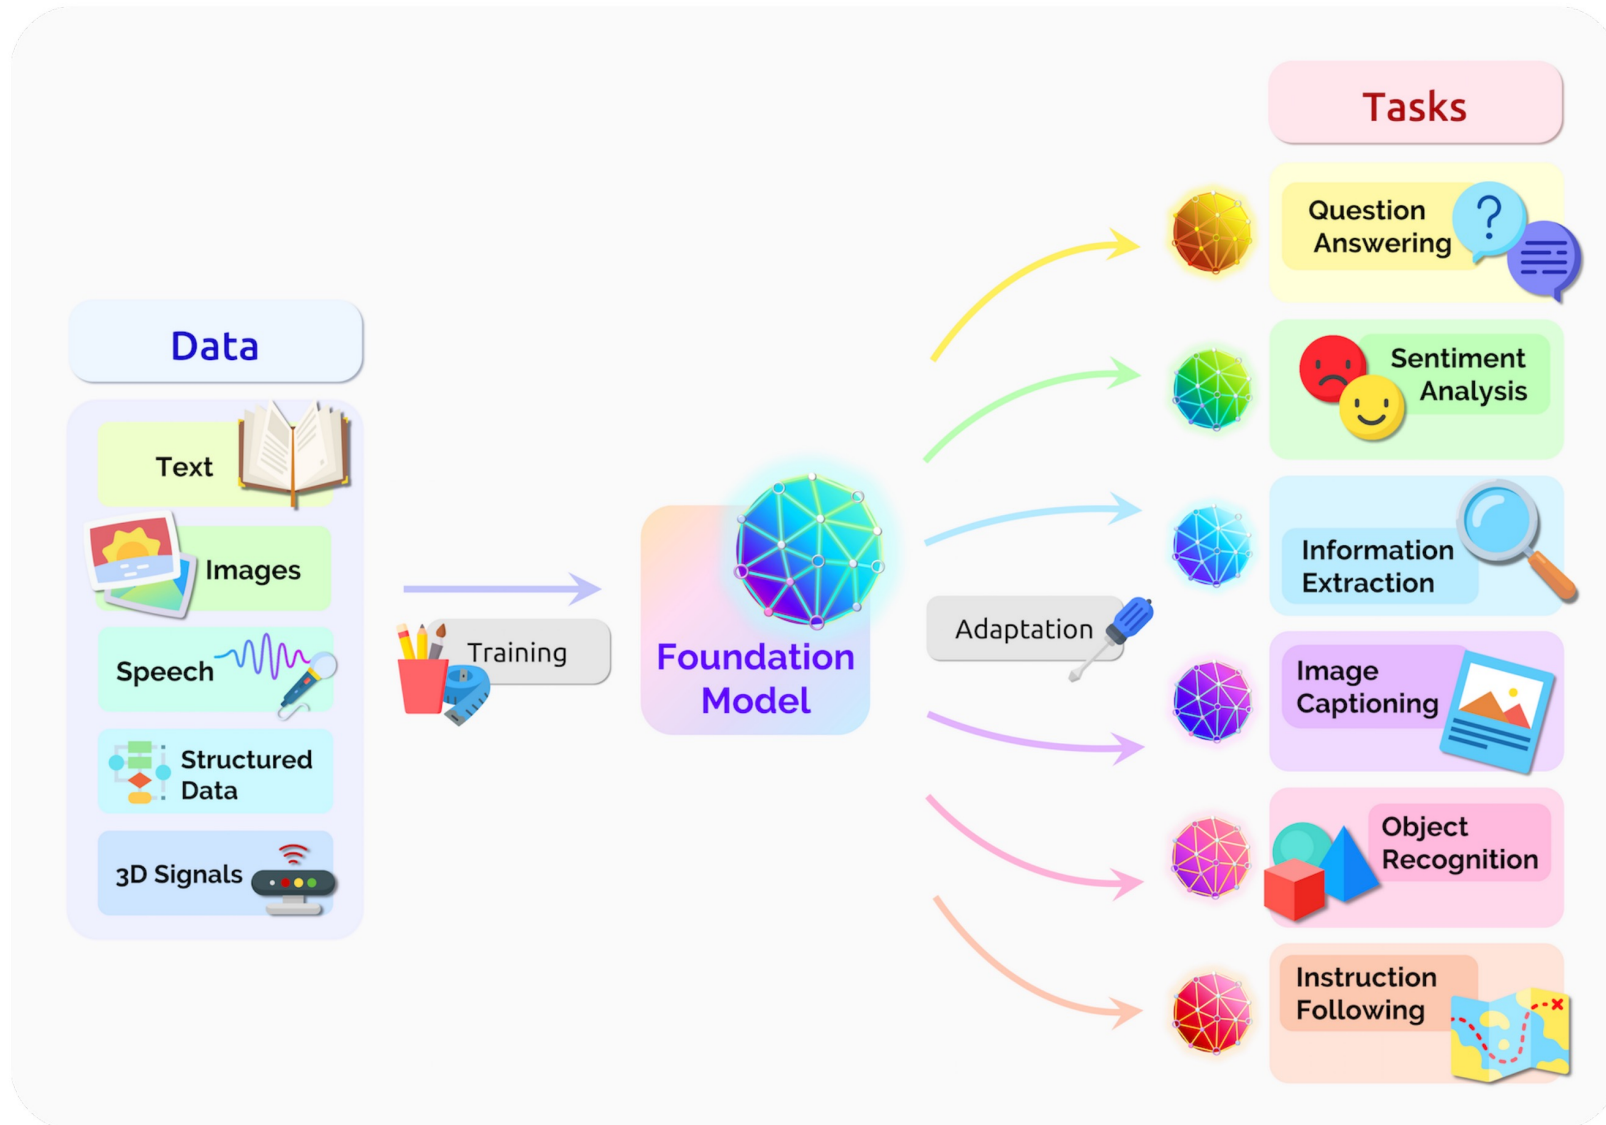 Data
Text
Images
Speech
Structured
Data
3D Signals
Training
Foundation
Model
Adaptation
Tasks
Question
Answering
Sentiment
Analysis
Information
Extraction
Image
Captioning
Object
Recognition
Instruction
Following